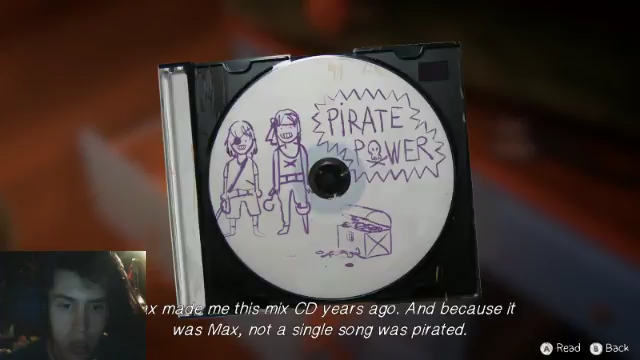 PiRATE
POWER
ax made me this mix CD years ago. And because it
was Max, not a single song was pirated.
A Read B Back